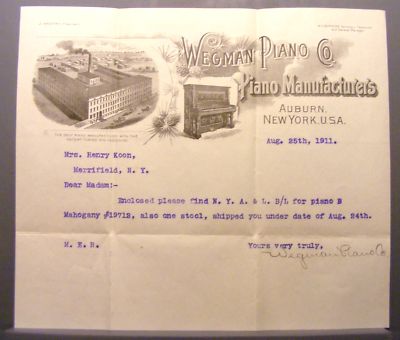 WEGMAN PIANO CO.
Piano Manufacturers
AUBURN,
NEW YORK, U.S.A.
Aug. 25th, 1911.
Mrs. Henry Koon,
Merrifield, N. Y.
Dear Madam:-
Enclosed please find N. Y. A. & L. B/L for piano B
Mahogany #19712, also one stool, shipped you under date of Aug. 24th.
M. E. R.
Yours very truly,
Wegman Piano Co